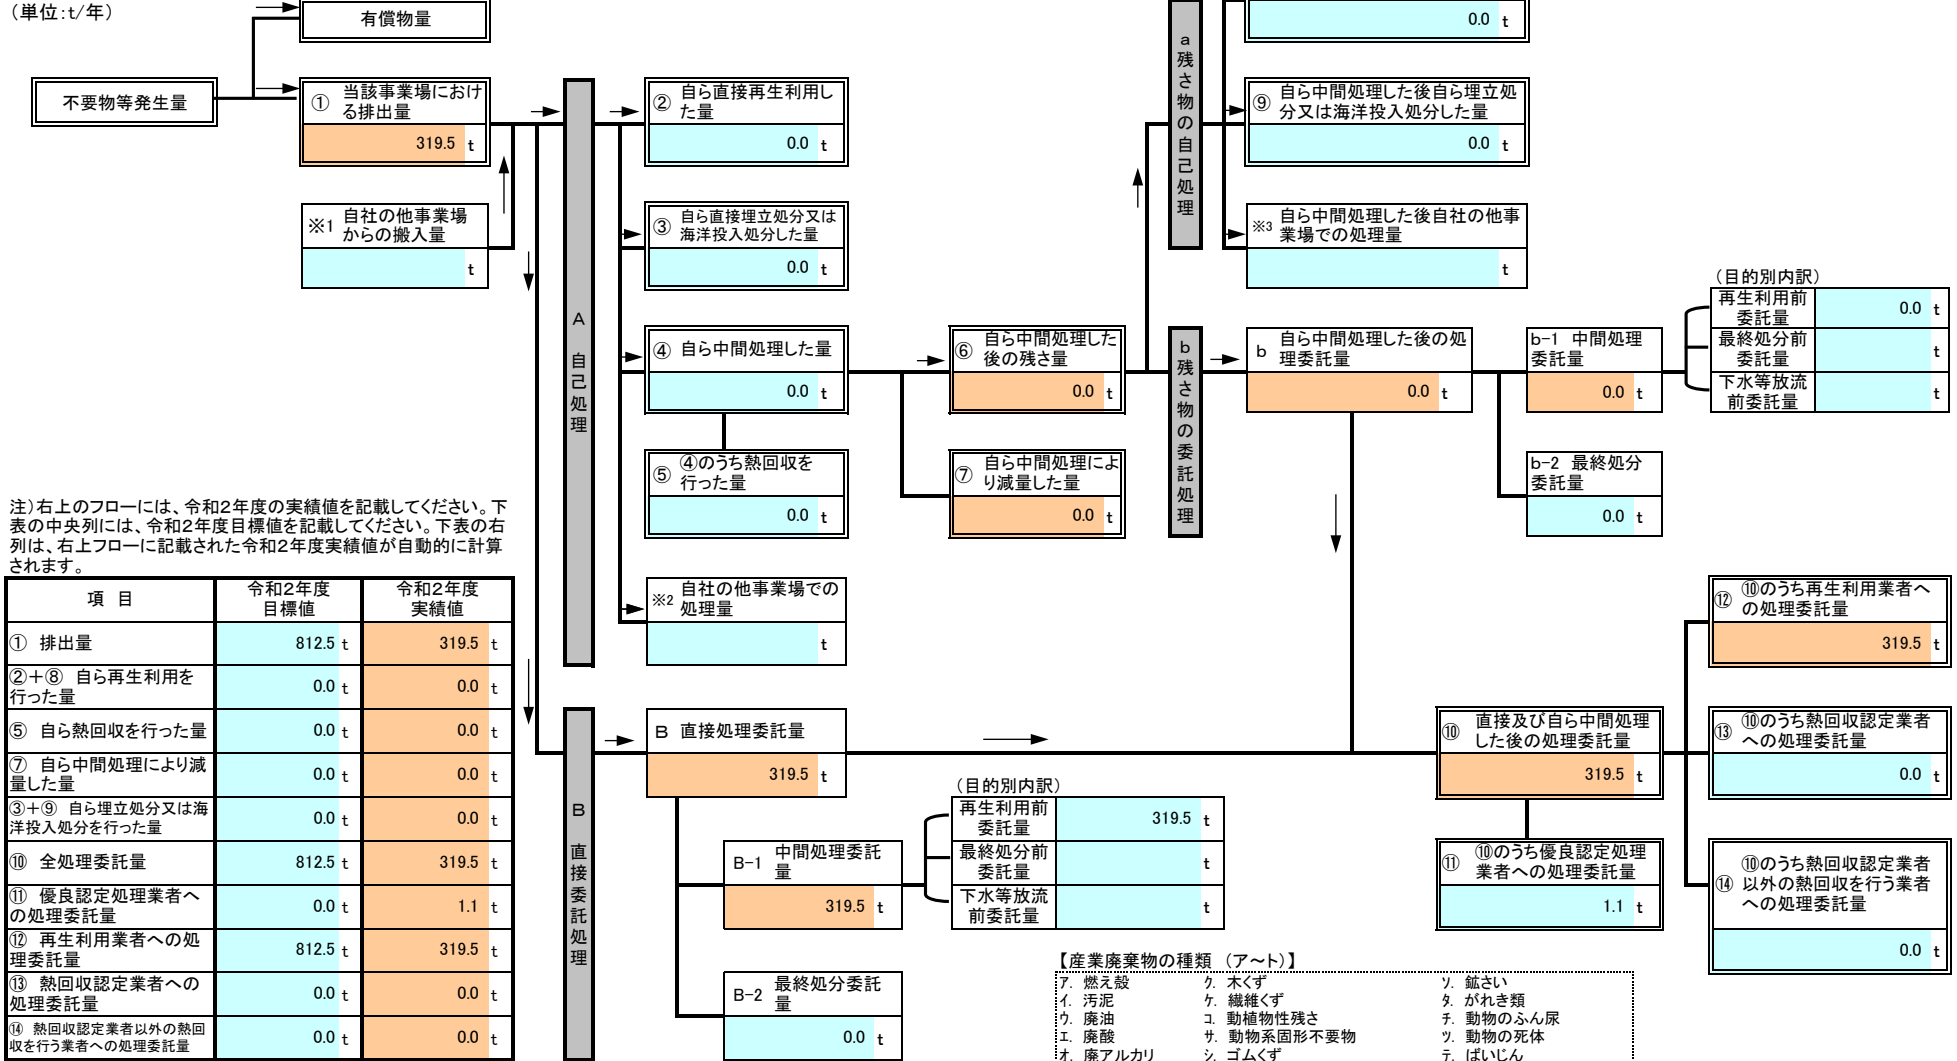 （単位：t/年）
有償物量
不要物等発生量
① 当該事業場におけ
る排出量
319.5 t
※1 自社の他事業場
からの搬入量
t
A 自己処理
② 自ら直接再生利用し
た量
0.0 t
③ 自ら直接埋立処分又は
海洋投入処分した量
0.0 t
④ 自ら中間処理した量
0.0 t
⑤ ④のうち熱回収を
行った量
0.0 t
※2 自社の他事業場での
処理量
t
⑥ 自ら中間処理した
後の残さ量
0.0 t
⑦ 自ら中間処理によ
り減量した量
0.0 t
a 残さ物の自己処理
0.0 t
⑨ 自ら中間処理した後自ら埋立処
分又は海洋投入処分した量
0.0 t
※3 自ら中間処理した後自社の他事
業場での処理量
t
b 残さ物の委託処理
b 自ら中間処理した後の処
理委託量
0.0 t
b-1 中間処理
委託量
0.0 t
b-2 最終処分
委託量
0.0 t
（目的別内訳）
再生利用前
委託量
0.0 t
最終処分前
委託量
t
下水等放流
前委託量
t
注）右上のフローには、令和2年度の実績値を記載してください。下
表の中央列には、令和2年度目標値を記載してください。下表の右
列は、右上フローに記載された令和2年度実績値が自動的に計算
されます。
項 目 令和2年度 目標値 令和2年度 実績値
① 排出量 812.5 t 319.5 t
②＋⑧ 自ら再生利用を
行った量 0.0 t 0.0 t
⑤ 自ら熱回収を行った量 0.0 t 0.0 t
⑦ 自ら中間処理により減
量した量 0.0 t 0.0 t
③＋⑨ 自ら埋立処分又は海
洋投入処分を行った量 0.0 t 0.0 t
⑩ 全処理委託量 812.5 t 319.5 t
⑪ 優良認定処理業者へ
の処理委託量 0.0 t 1.1 t
⑫ 再生利用業者への処
理委託量 812.5 t 319.5 t
⑬ 熱回収認定業者への
処理委託量 0.0 t 0.0 t
⑭ 熱回収認定業者以外の熱回
収を行う業者への処理委託量 0.0 t 0.0 t
B 直接委託処理
B 直接処理委託量
319.5 t
B-1 中間処理委託
量
319.5 t
B-2 最終処分委託
量
0.0 t
（目的別内訳）
再生利用前
委託量
319.5 t
最終処分前
委託量
t
下水等放流
前委託量
t
⑩ 直接及び自ら中間処理
した後の処理委託量
319.5 t
⑪ ⑩のうち優良認定処理
業者への処理委託量
1.1 t
⑫ ⑩のうち再生利用業者へ
の処理委託量
319.5 t
⑬ ⑩のうち熱回収認定業者
への処理委託量
0.0 t
⑭ ⑩のうち熱回収認定業者
以外の熱回収を行う業者
への処理委託量
0.0 t
【産業廃棄物の種類 （ア～ト）】
ア. 燃え殻 ク. 木くず ソ. 鉱さい
イ. 汚泥 ケ. 繊維くず タ. がれき類
ウ. 廃油 コ. 動植物性残さ チ. 動物のふん尿
エ. 廃酸 サ. 動物系固形不要物 ツ. 動物の死体
オ. 廃アルカリ シ. ゴムくず テ. ばいじん